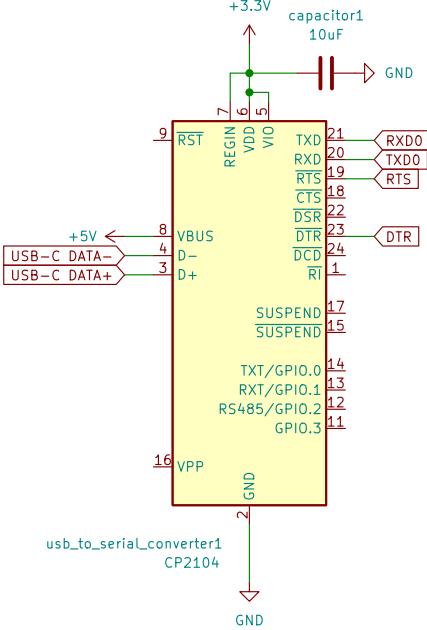 +3.3V
capacitor1
10uF
GND
7
6
5
REGIN
VDD
VIO
9
RST
TXD
21
RXD0
RXD
20
TXD0
RTS
19
RTS
CTS
18
DSR
22
+5V
8
VBUS
DTR
23
DTR
USB-C DATA-
4
D-
DCD
24
USB-C DATA+
3
D+
RI
1
SUSPEND
17
SUSPEND
15
TXT/GPIO.0
14
RXT/GPIO.1
13
RS485/GPIO.2
12
GPIO.3
11
16
VPP
GND
2
usb_to_serial_converter1
CP2104
GND